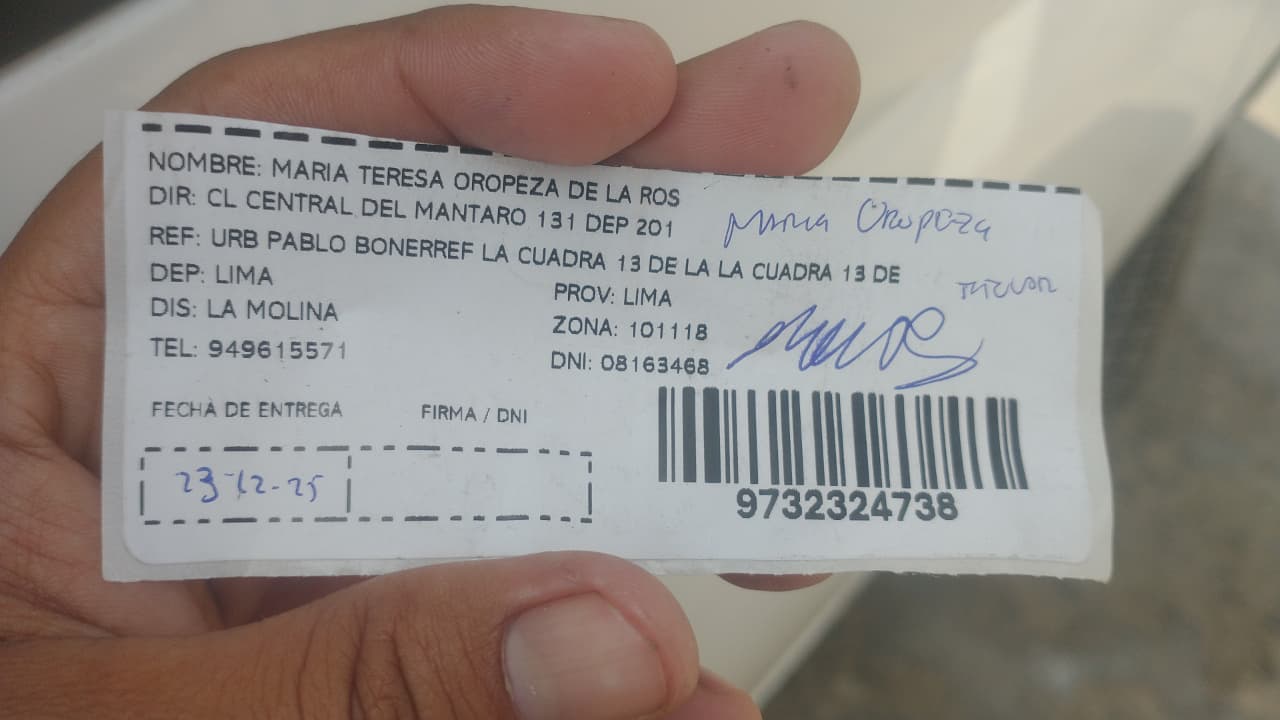 NOMBRE: MARIA TERESA OROPEZA DE LA ROS
DIR: CL CENTRAL DEL MANTARO 131 DEP 201
Maria Oropeza
REF: URB PABLO BONERREF LA CUADRA 13 DE LA LA CUADRA 13 DE
DEP: LIMA
PROV: LIMA
DIS: LA MOLINA
ZONA: 101118
TEL: 949615571
DNI: 08163468
FECHA DE ENTREGA
FIRMA / DNI
23-12-25
9732324738